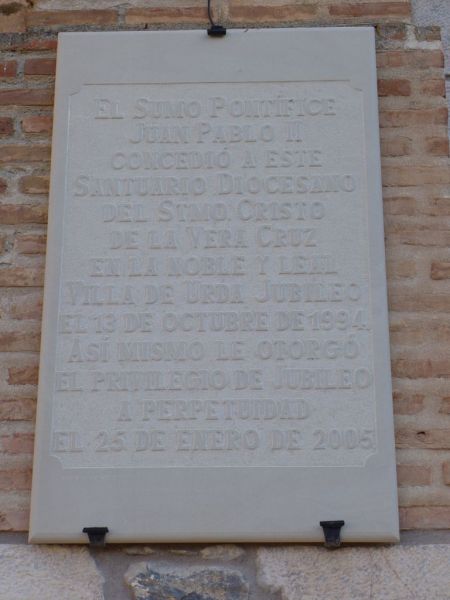 El Sumo Pontífice
Juan Pablo II
concedió a este
Santuario Diocesano
del Stmo. Cristo
de la Vera Cruz
en la noble y leal
Villa de Urda Jubileo
el 13 de octubre de 1994.
Así mismo le otorgó
el privilegio de Jubileo
a perpetuidad
el 25 de enero de 2005